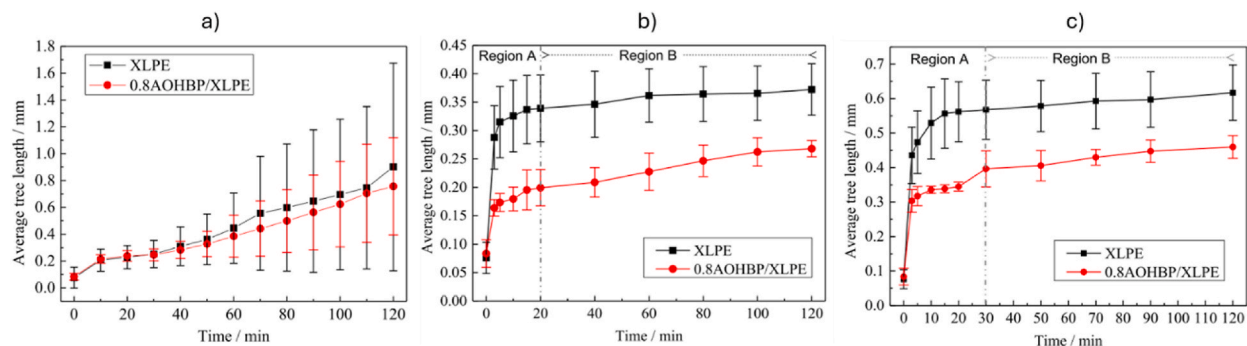 a)
1.8
1.6
1.4
1.2
1.0
0.8
0.6
0.4
0.2
0.0
Average tree length / mm
XLPE
0.8AOHBP/XLPE
0 20 40 60 80 100 120
Time / min
b)
0.45
0.40
0.35
0.30
0.25
0.20
0.15
0.10
0.05
0.00
Average tree length / mm
Region A Region B
XLPE
0.8AOHBP/XLPE
0 20 40 60 80 100 120
Time / min
c)
0.7
0.6
0.5
0.4
0.3
0.2
0.1
0.0
Average tree length / mm
Region A Region B
XLPE
0.8AOHBP/XLPE
0 10 20 30 40 50 60 70 80 90 100 110 120
Time / min